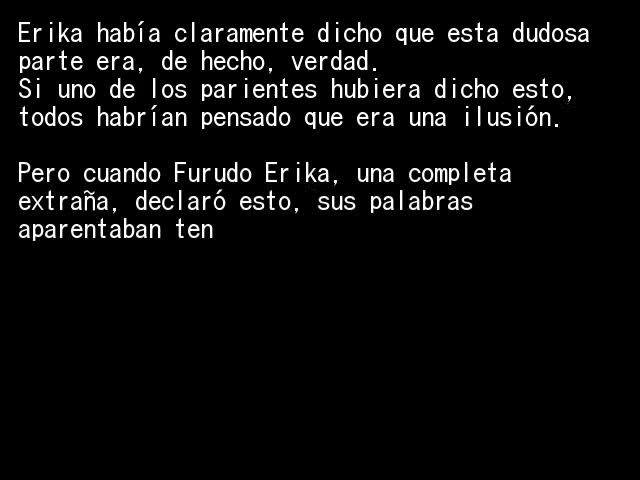 Erika había claramente dicho que esta dudosa
parte era, de hecho, verdad.
Si uno de los parientes hubiera dicho esto,
todos habrían pensado que era una ilusión.
Pero cuando Furudo Erika, una completa
extraña, declaró esto, sus palabras
aparentaban ten